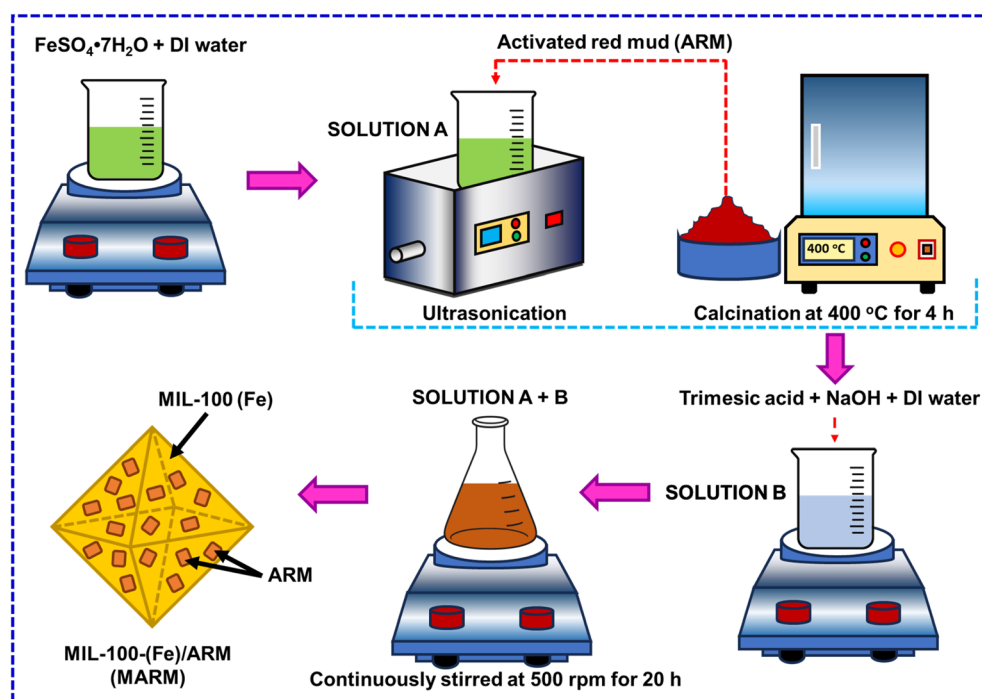 FeSO₄•7H₂O + DI water
Activated red mud (ARM)
SOLUTION A
400 ⁰C
Ultrasonication
Calcination at 400 ⁰C for 4 h
MIL-100 (Fe)
SOLUTION A + B
Trimesic acid + NaOH + DI water
SOLUTION B
ARM
MIL-100-(Fe)/ARM
(MARM)
Continuously stirred at 500 rpm for 20 h